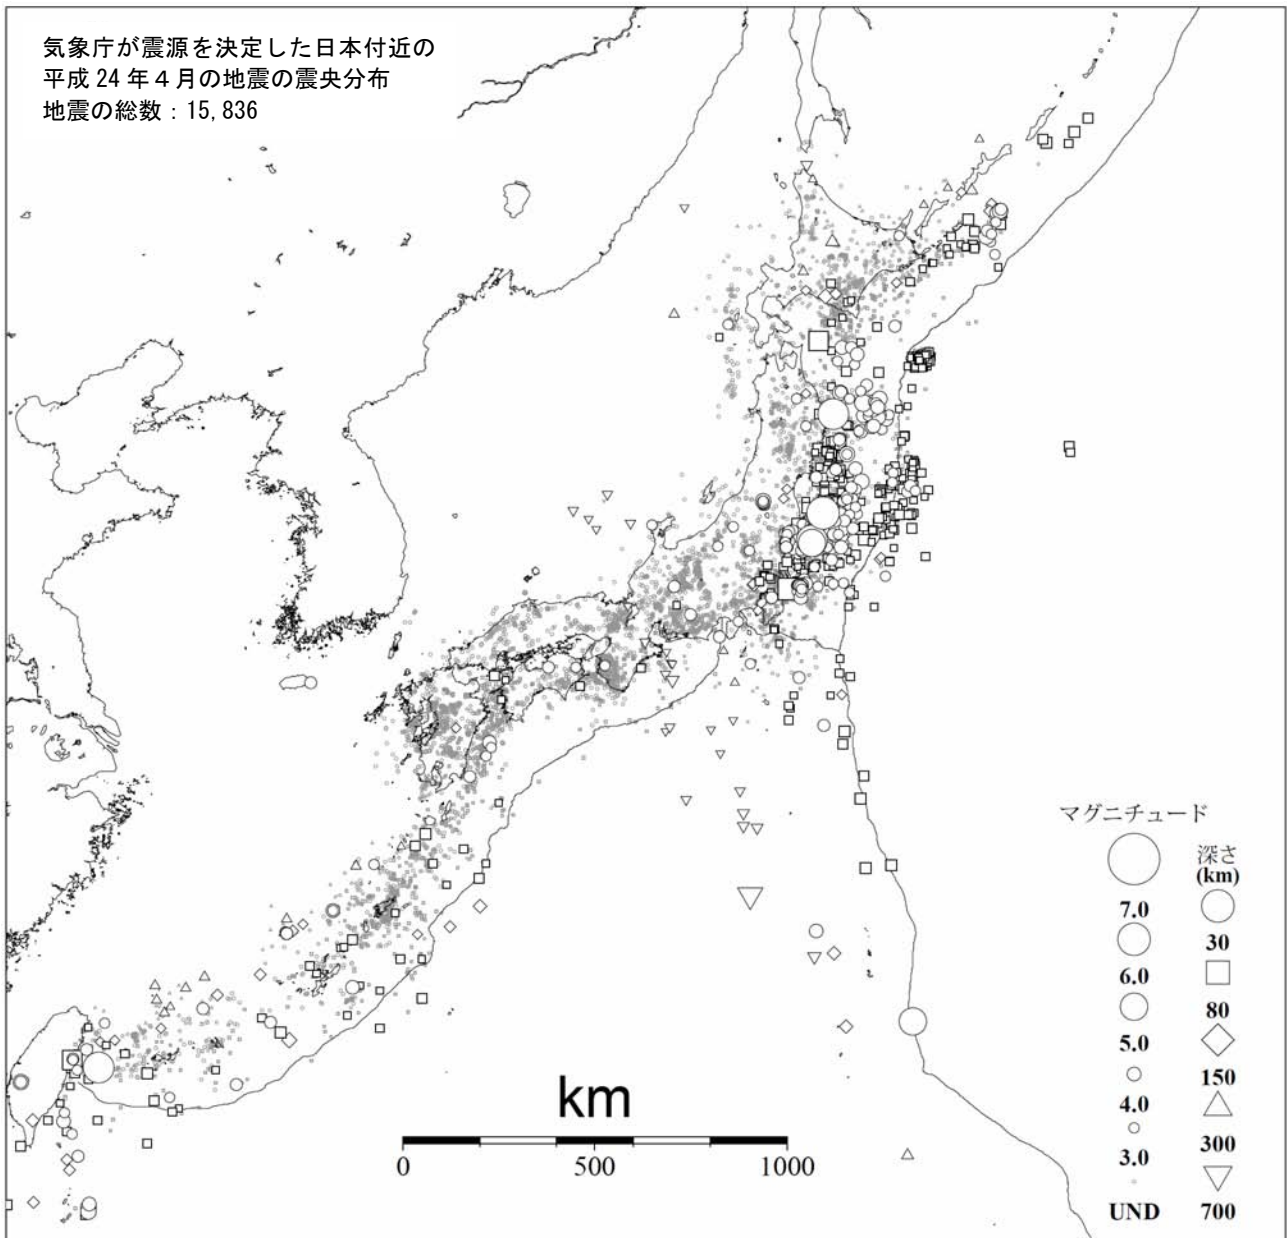 気象庁が震源を決定した日本付近の
平成 24 年４月の地震の震央分布
地震の総数：15,836
マグニチュード
深さ
(km)
7.0
30
6.0
80
5.0
150
4.0
300
3.0
UND 700
km
0 500 1000